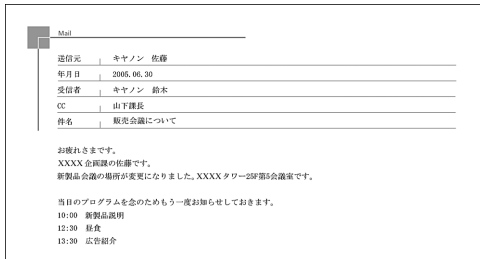 Mail
送信元 キヤノン 佐藤
年月日 2005.06.30
受信者 キヤノン 鈴木
CC 山下課長
件名 販売会議について
お疲れさまです。
XXXX 企画課の佐藤です。
新製品会議の場所が変更になりました。XXXXタワー25F第5会議室です。
当日のプログラムを念のためもう一度お知らせしておきます。
10:00 新製品説明
12:30 昼食
13:30 広告紹介